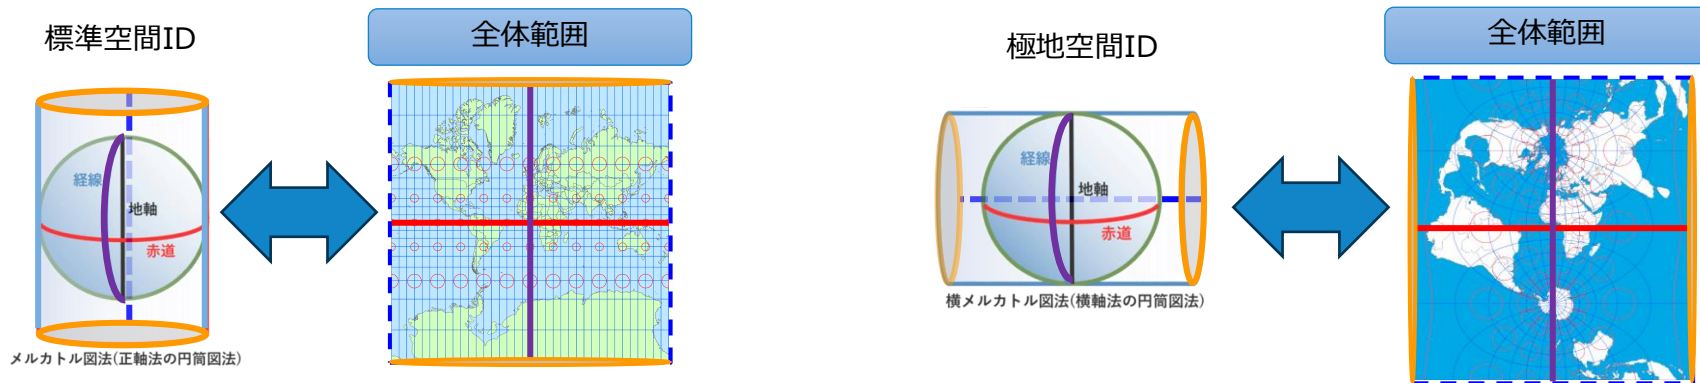 標準空間ID
全体範囲
経線
地軸
赤道
メルカトル図法(正軸法の円筒図法)
極地空間ID
全体範囲
経線
地軸
赤道
横メルカトル図法(横軸法の円筒図法)